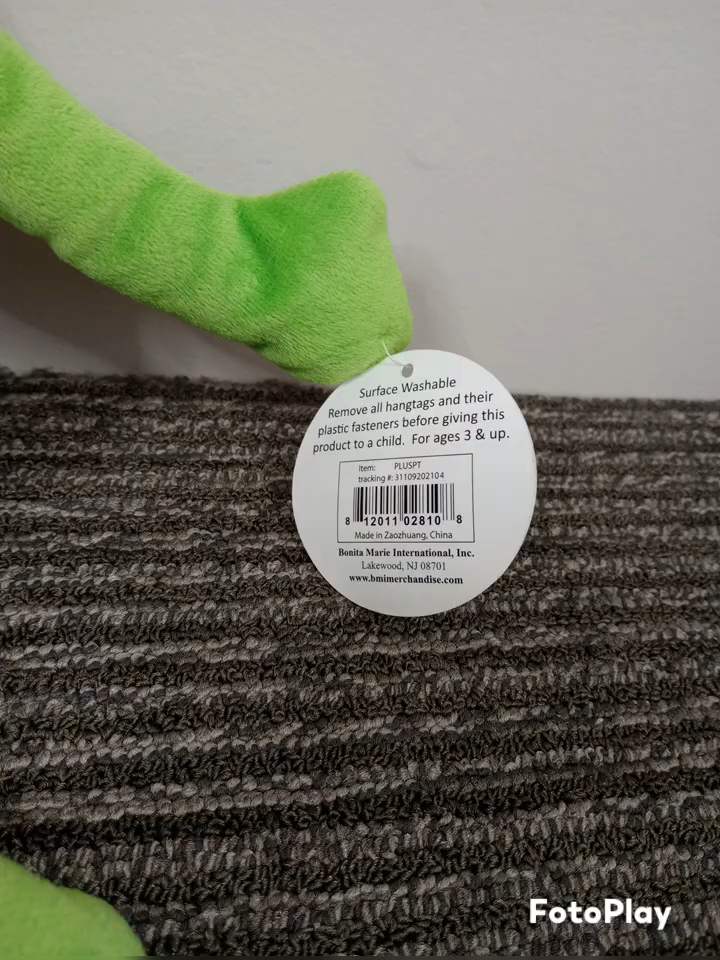 Surface Washable
Remove all hangtags and their
plastic fasteners before giving this
product to a child. For ages 3 & up.
Item: PLUSPT
tracking #: 31109202104
8 12011 02810 8
Made in Zaozhuang, China
Bonita Marie International, Inc.
Lakewood, NJ 08701
www.bmimerchandise.com
FotoPlay